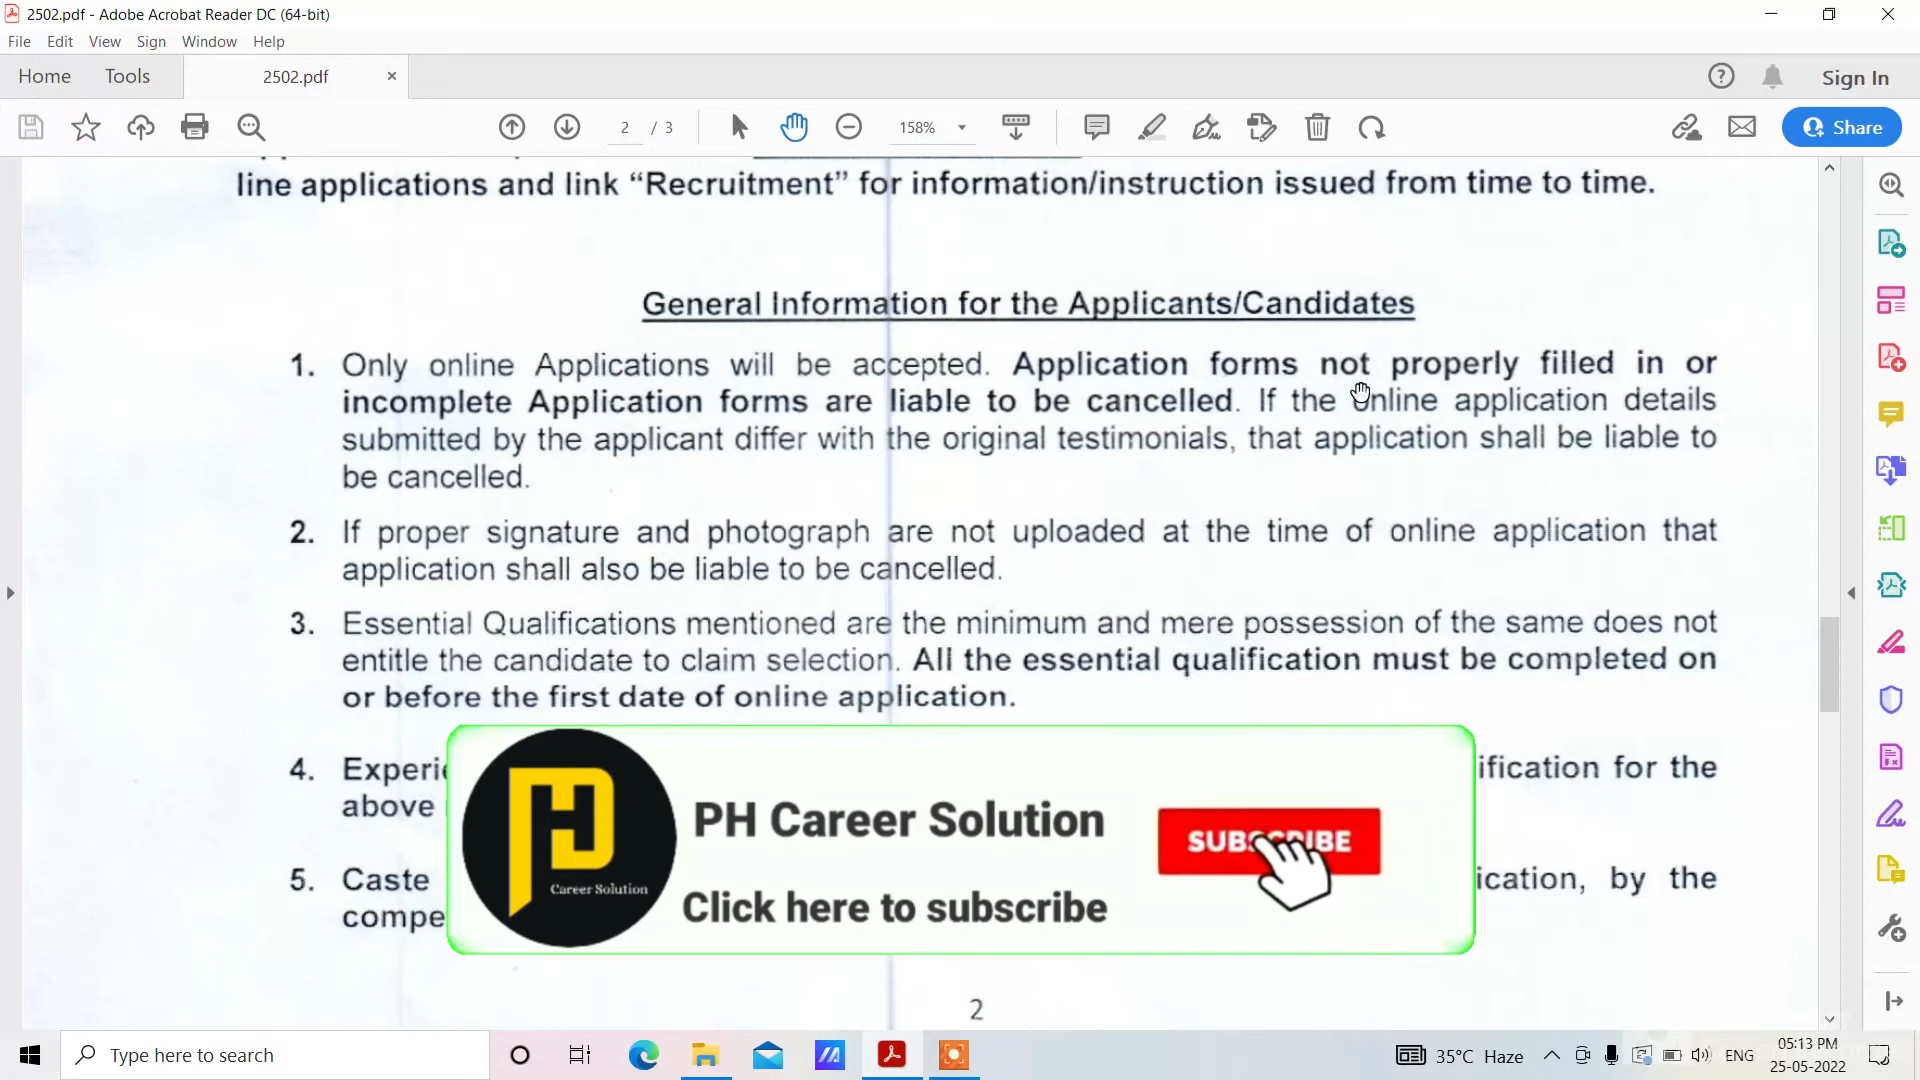 2502.pdf - Adobe Acrobat Reader DC (64-bit)
File Edit View Sign Window Help
Home Tools 2502.pdf × Sign In
2 / 3 158% Share
line applications and link “Recruitment” for information/instruction issued from time to time.
General Information for the Applicants/Candidates
1. Only online Applications will be accepted. Application forms not properly filled in or
incomplete Application forms are liable to be cancelled. If the online application details
submitted by the applicant differ with the original testimonials, that application shall be liable to
be cancelled.
2. If proper signature and photograph are not uploaded at the time of online application that
application shall also be liable to be cancelled.
3. Essential Qualifications mentioned are the minimum and mere possession of the same does not
entitle the candidate to claim selection. All the essential qualification must be completed on
or before the first date of online application.
4. Experie ification for the
above
5. Caste ication, by the
compe
PH Career Solution
Career Solution
SUBSCRIBE
Click here to subscribe
2
Type here to search
35°C Haze ENG
05:13 PM
25-05-2022